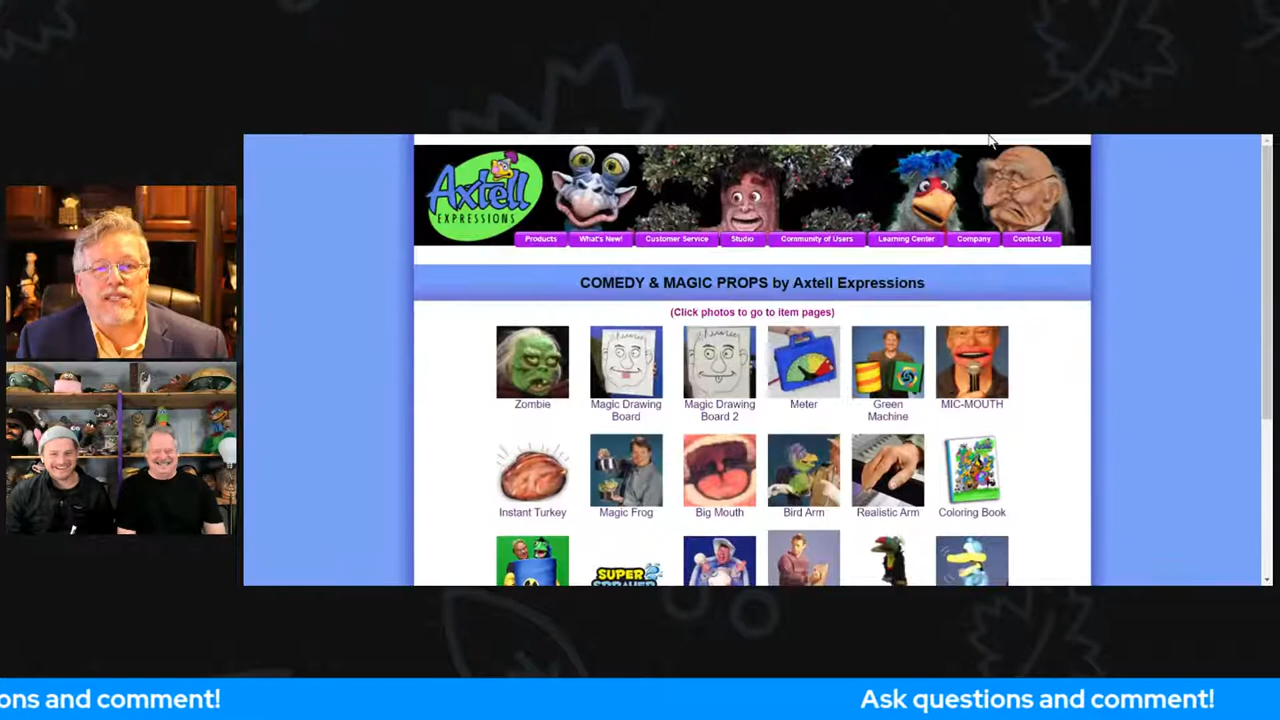 Axtell
EXPRESSIONS
Products What's New! Customer Service Studio Community of Users Learning Center Company Contact Us
COMEDY & MAGIC PROPS by Axtell Expressions
(Click photos to go to item pages)
Zombie
Magic Drawing
Board
Magic Drawing
Board 2
Meter
Green
Machine
MIC-MOUTH
Instant Turkey
Magic Frog
Big Mouth
Bird Arm
Realistic Arm
Coloring Book
SUPER
SPRAYER
ons and comment!
Ask questions and comment!